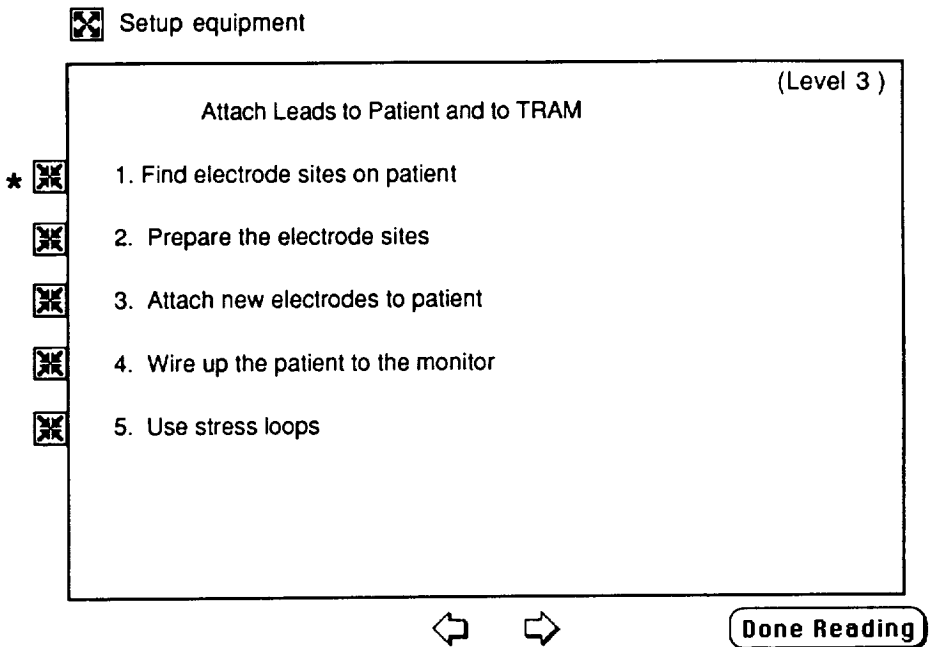 Setup equipment
(Level 3 )
Attach Leads to Patient and to TRAM
* 1. Find electrode sites on patient
2. Prepare the electrode sites
3. Attach new electrodes to patient
4. Wire up the patient to the monitor
5. Use stress loops
Done Reading